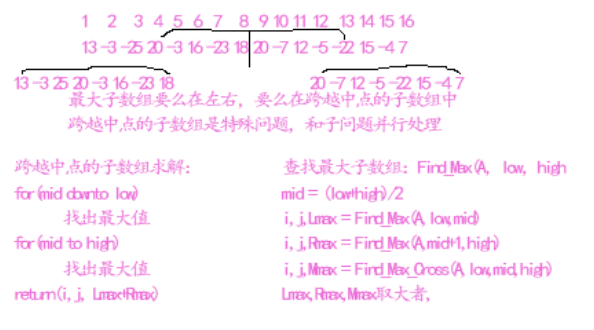 1 2 3 4 5 6 7 8 9 10 11 12 13 14 15 16
13 -3 -25 20 -3 16 -23 18 20 -7 12 -5 -22 15 -4 7
13 -3 25 20 -3 16 -23 18 20 -7 12 -5 -22 15 -4 7
最大子数组要么在左右，要么在跨越中点的子数组中
跨越中点的子数组是特殊问题，和子问题并行处理
跨越中点的子数组求解：
for(mid downto low)
找出最大值
for(mid to high)
找出最大值
return(i, j, Lmax+Rmax)
查找最大子数组：Find_Max(A, low, high
mid = (low+high)/2
i, j,Lmax = Find_Max(A,low,mid)
i, j,Rmax = Find_Max(A,mid+1,high)
i, j,Mmax = Find_Max_Cross(A,low,mid,high)
Lmax,Rmax,Mmax取大者，